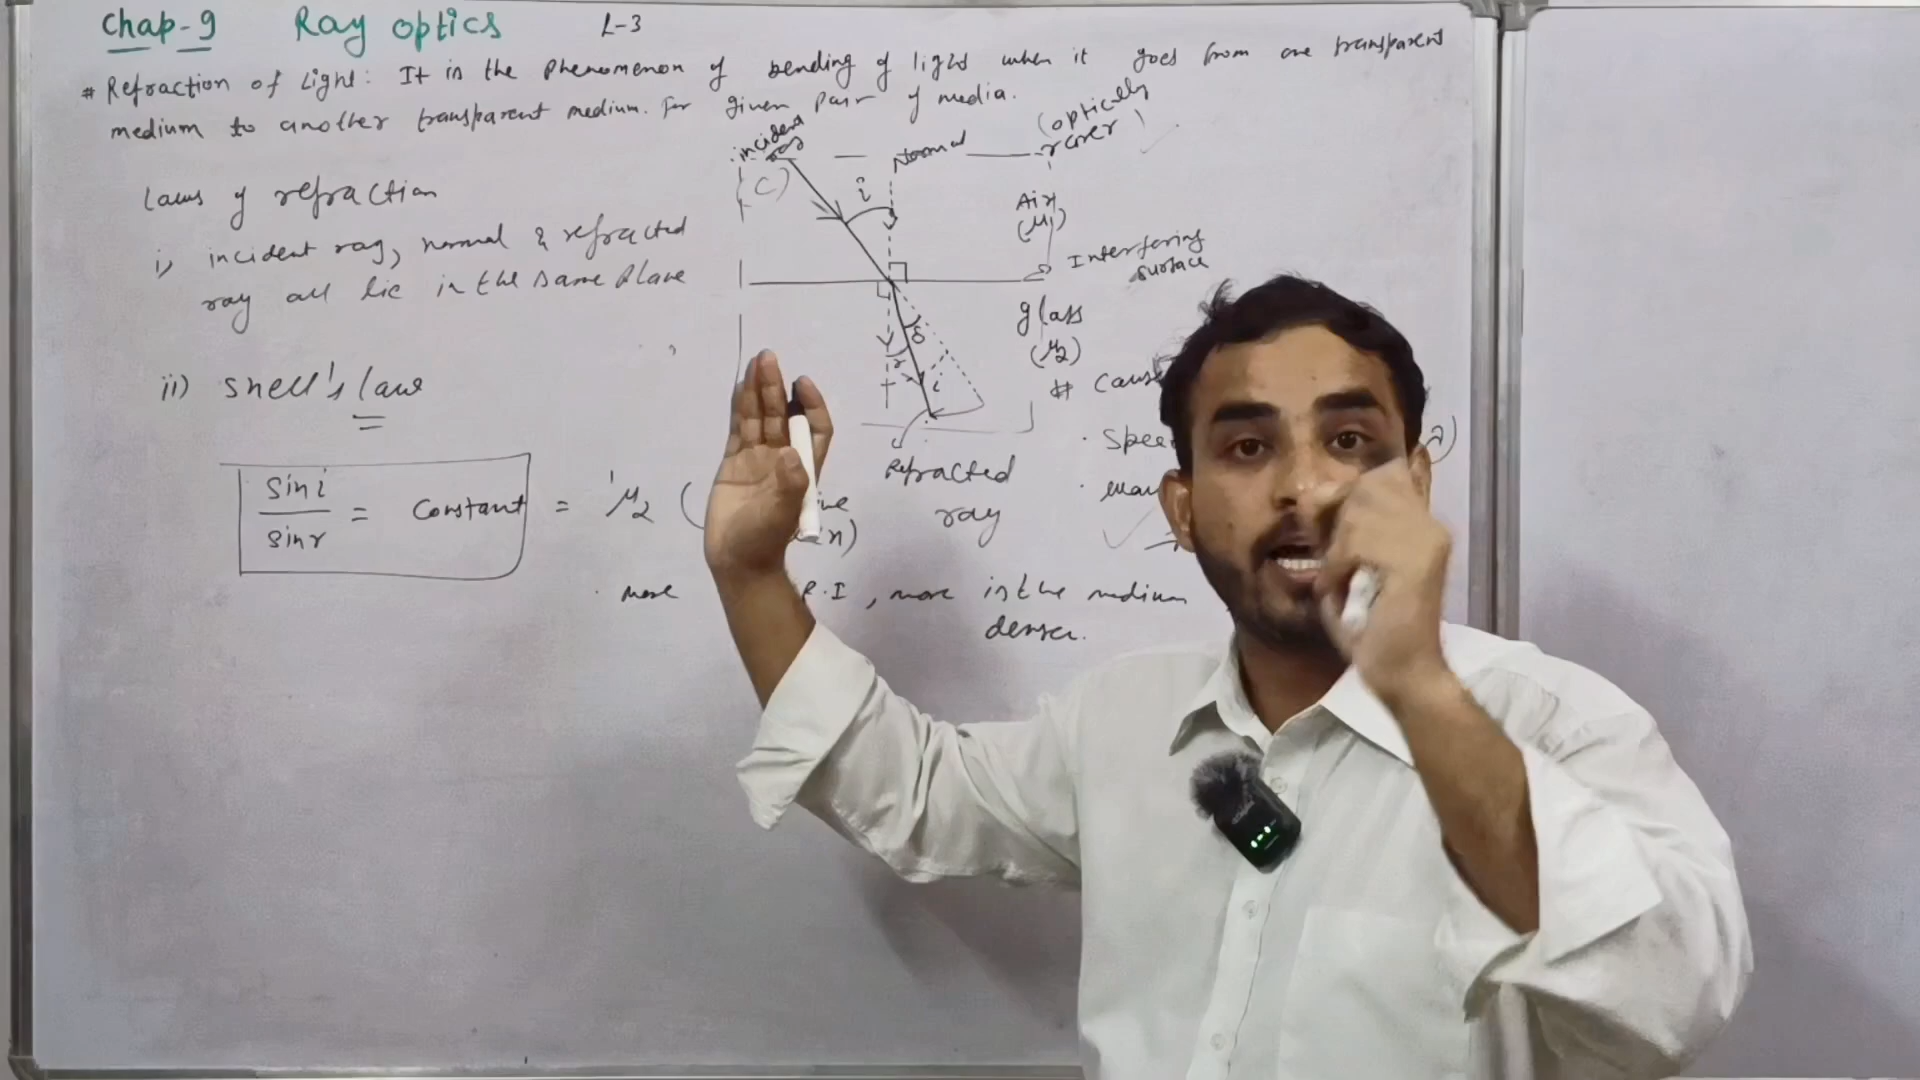 Chap-9 Ray optics L-3
# Refraction of Light: It is the phenomenon of bending of light when it goes from one transparent
medium to another transparent medium. For given pair of media.
incident
ray
Normal
(optically
rarer)
(C)
i
Laws of refraction
Air
(μ1)
i, incident ray, normal & refracted
ray all lie in the same plane
Interfering
surface
glass
(μ2)
δ
r
i
ii) Snell's law
# Caus
Spee
Refracted
ray
sin i
sin r
= Constant = ¹μ2 (
n)
more R.I, more is the medium
denser.